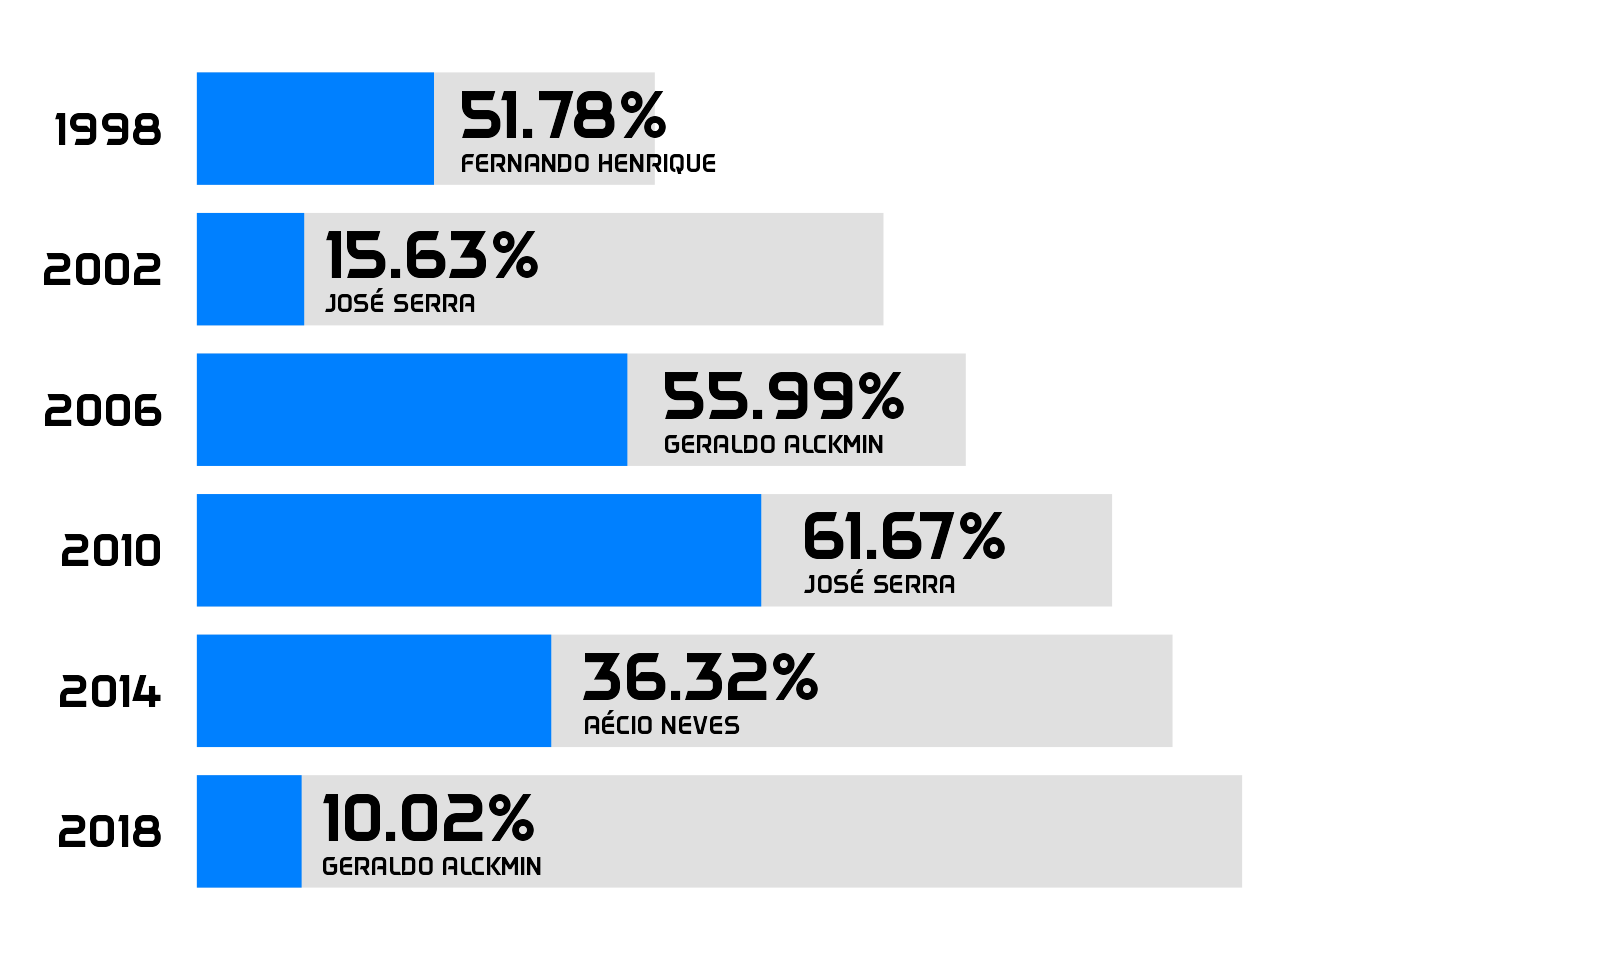 1998
51.78%
FERNANDO HENRIQUE
2002
15.63%
JOSÉ SERRA
2006
55.99%
GERALDO ALCKMIN
2010
61.67%
JOSÉ SERRA
2014
36.32%
AÉCIO NEVES
2018
10.02%
GERALDO ALCKMIN